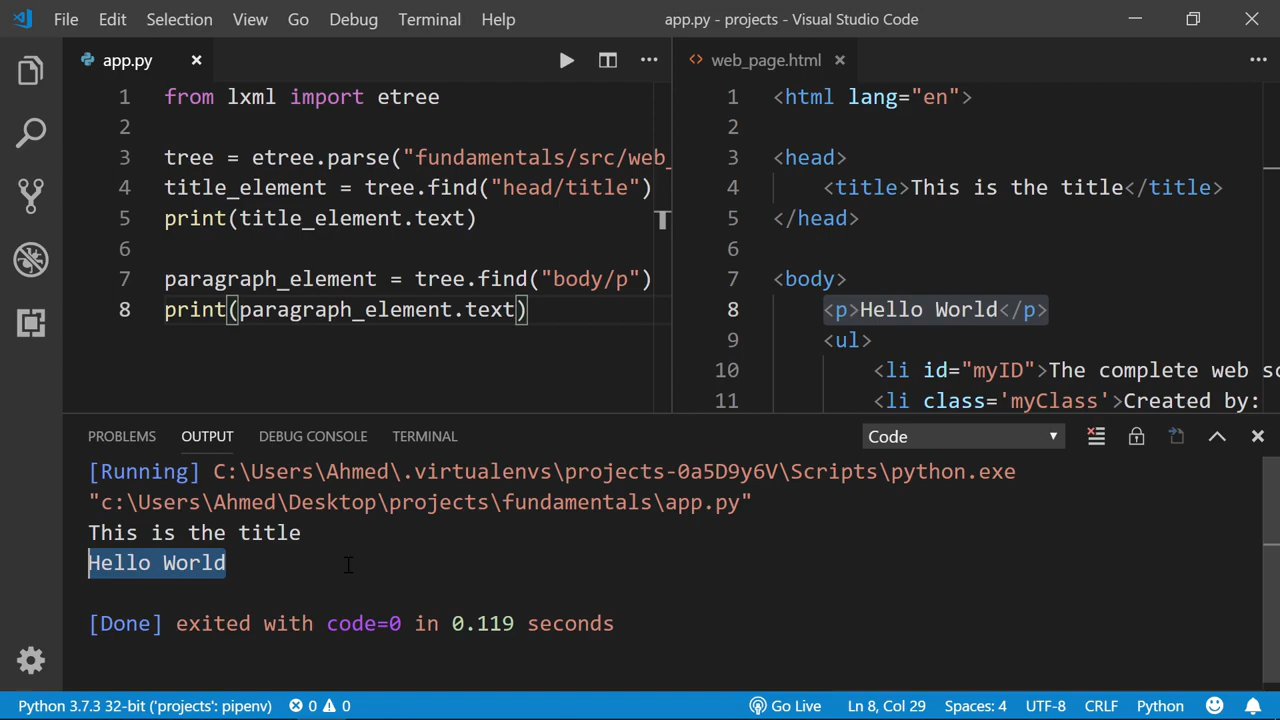 File Edit Selection View Go Debug Terminal Help app.py - projects - Visual Studio Code
app.py
web_page.html
1 from lxml import etree
2
3 tree = etree.parse("fundamentals/src/web_
4 title_element = tree.find("head/title")
5 print(title_element.text)
6
7 paragraph_element = tree.find("body/p")
8 print(paragraph_element.text)
1 <html lang="en">
2
3 <head>
4 <title>This is the title</title>
5 </head>
6
7 <body>
8 <p>Hello World</p>
9 <ul>
10 <li id="myID">The complete web sc
11 <li class='myClass'>Created by:
PROBLEMS OUTPUT DEBUG CONSOLE TERMINAL Code
[Running] C:\Users\Ahmed\.virtualenvs\projects-0a5D9y6V\Scripts\python.exe
"c:\Users\Ahmed\Desktop\projects\fundamentals\app.py"
This is the title
Hello World
[Done] exited with code=0 in 0.119 seconds
Python 3.7.3 32-bit ('projects': pipenv) 0 0 Go Live Ln 8, Col 29 Spaces: 4 UTF-8 CRLF Python